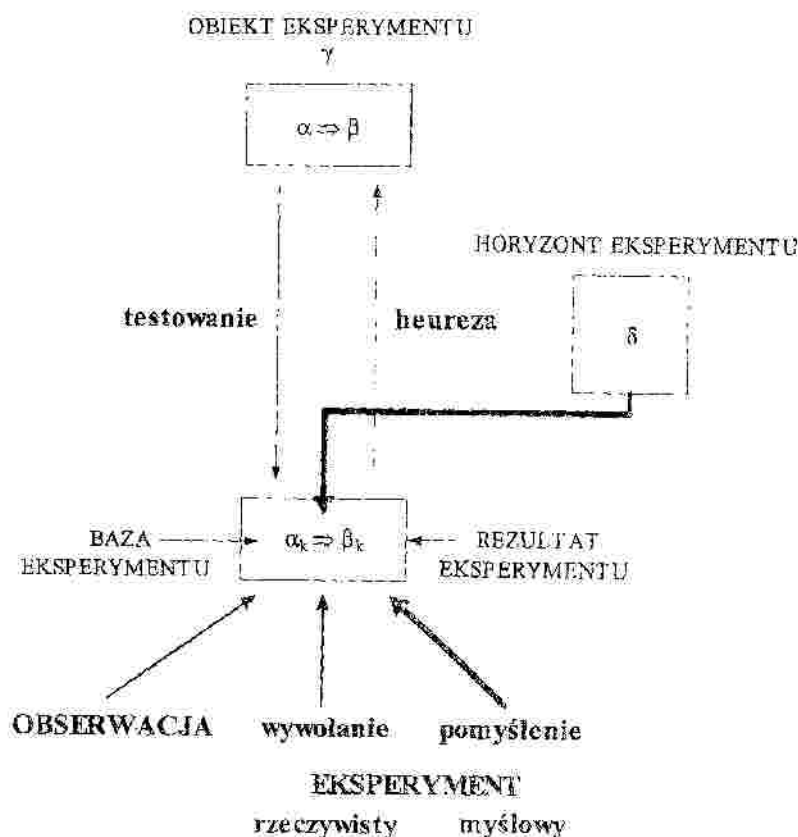 OBIEKT EKSPERYMENTU
γ
α ⇒ β
HORYZONT EKSPERYMENTU
testowanie
heureza
δ
BAZA
EKSPERYMENTU
αₖ ⇒ βₖ
REZULTAT
EKSPERYMENTU
OBSERWACJA wywołanie pomyślenie
EKSPERYMENT
rzeczywisty myślowy